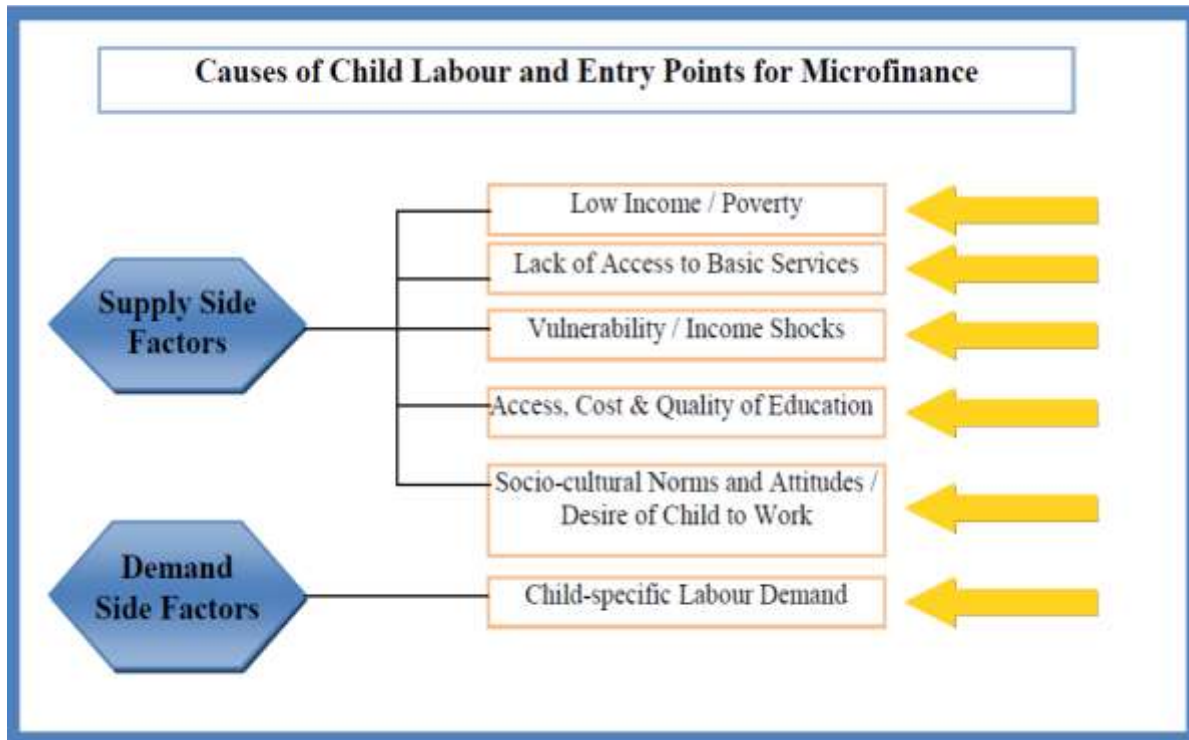 Causes of Child Labour and Entry Points for Microfinance
Low Income / Poverty
Lack of Access to Basic Services
Supply Side
Factors
Vulnerability / Income Shocks
Access, Cost & Quality of Education
Socio-cultural Norms and Attitudes /
Desire of Child to Work
Demand
Side Factors
Child-specific Labour Demand